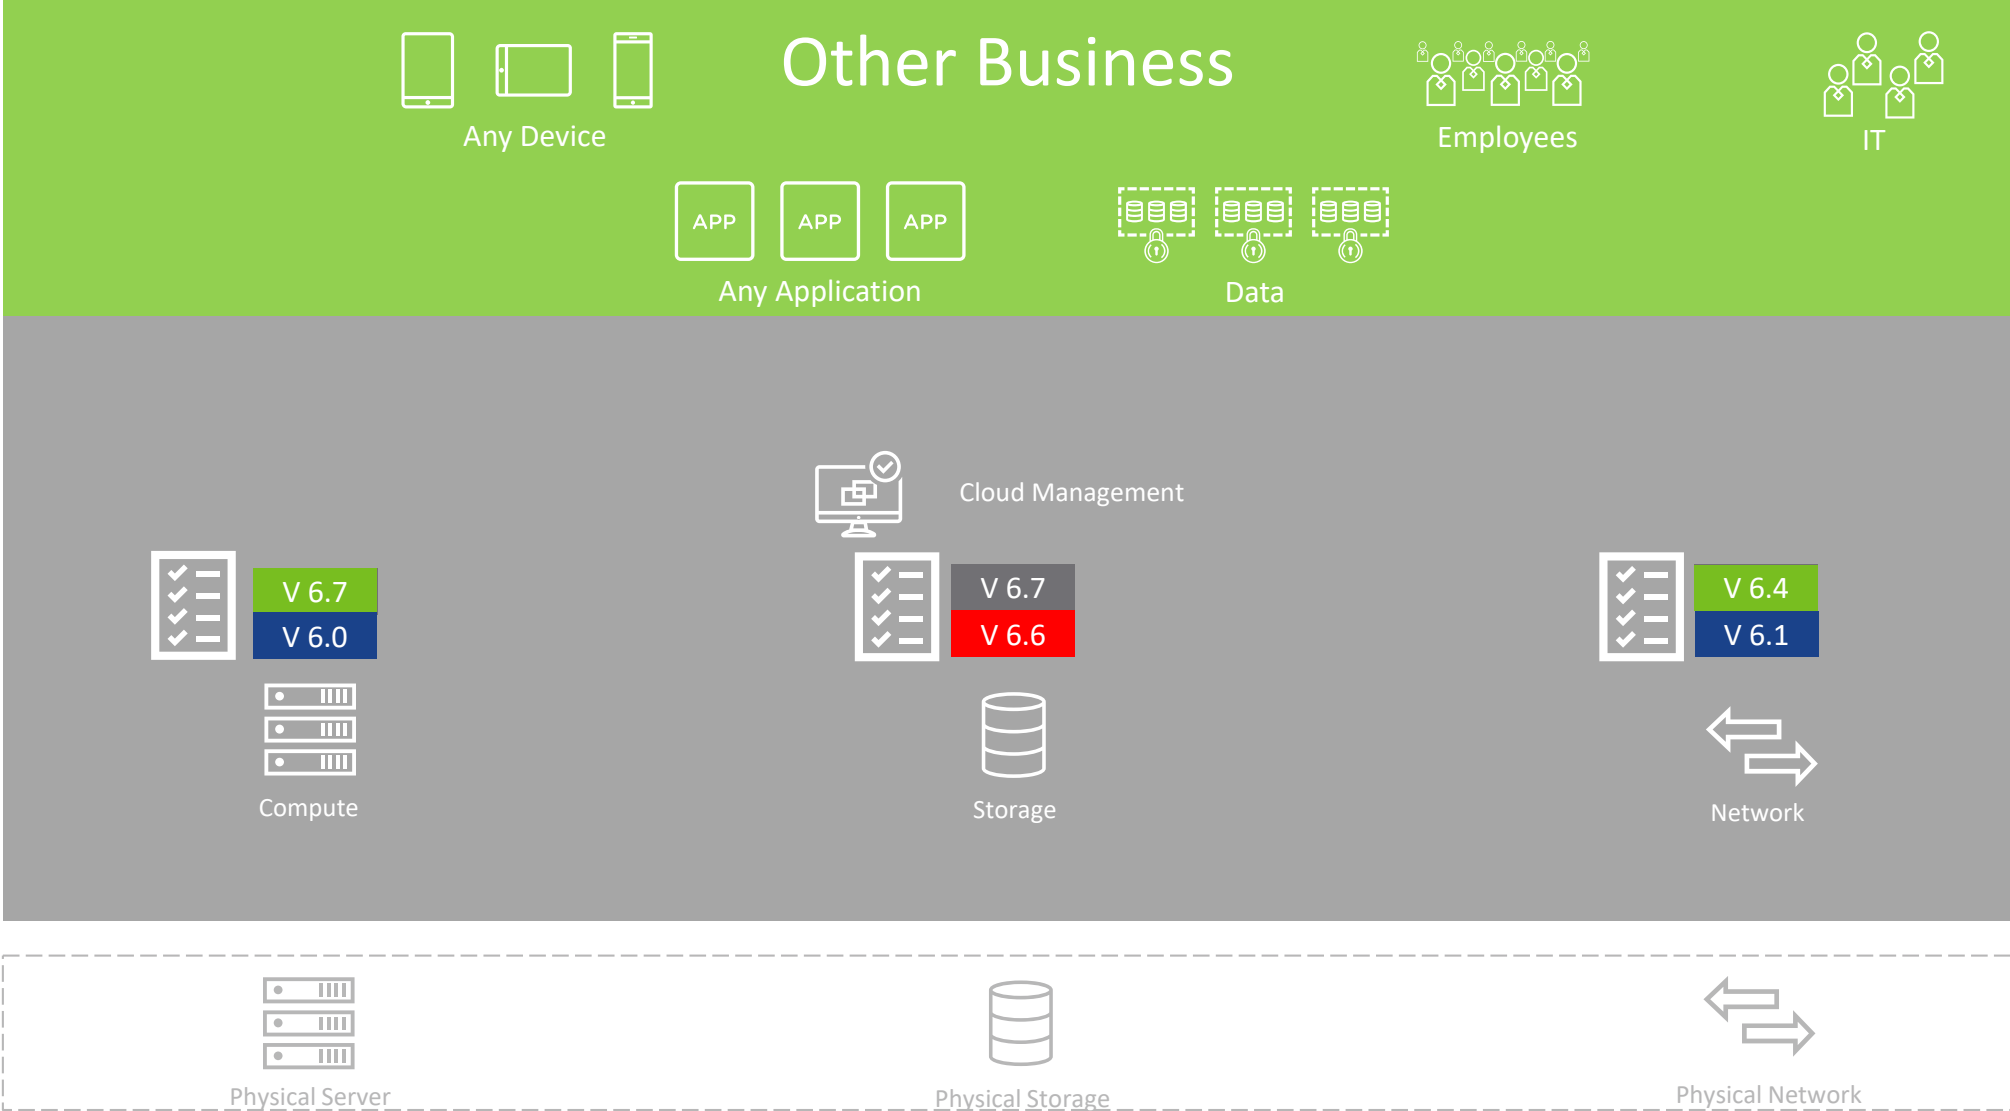 Other Business
Any Device
Employees
IT
APP APP APP
Any Application
Data
Cloud Management
V 6.7
V 6.0
V 6.7
V 6.6
V 6.4
V 6.1
Compute
Storage
Network
Physical Server
Physical Storage
Physical Network